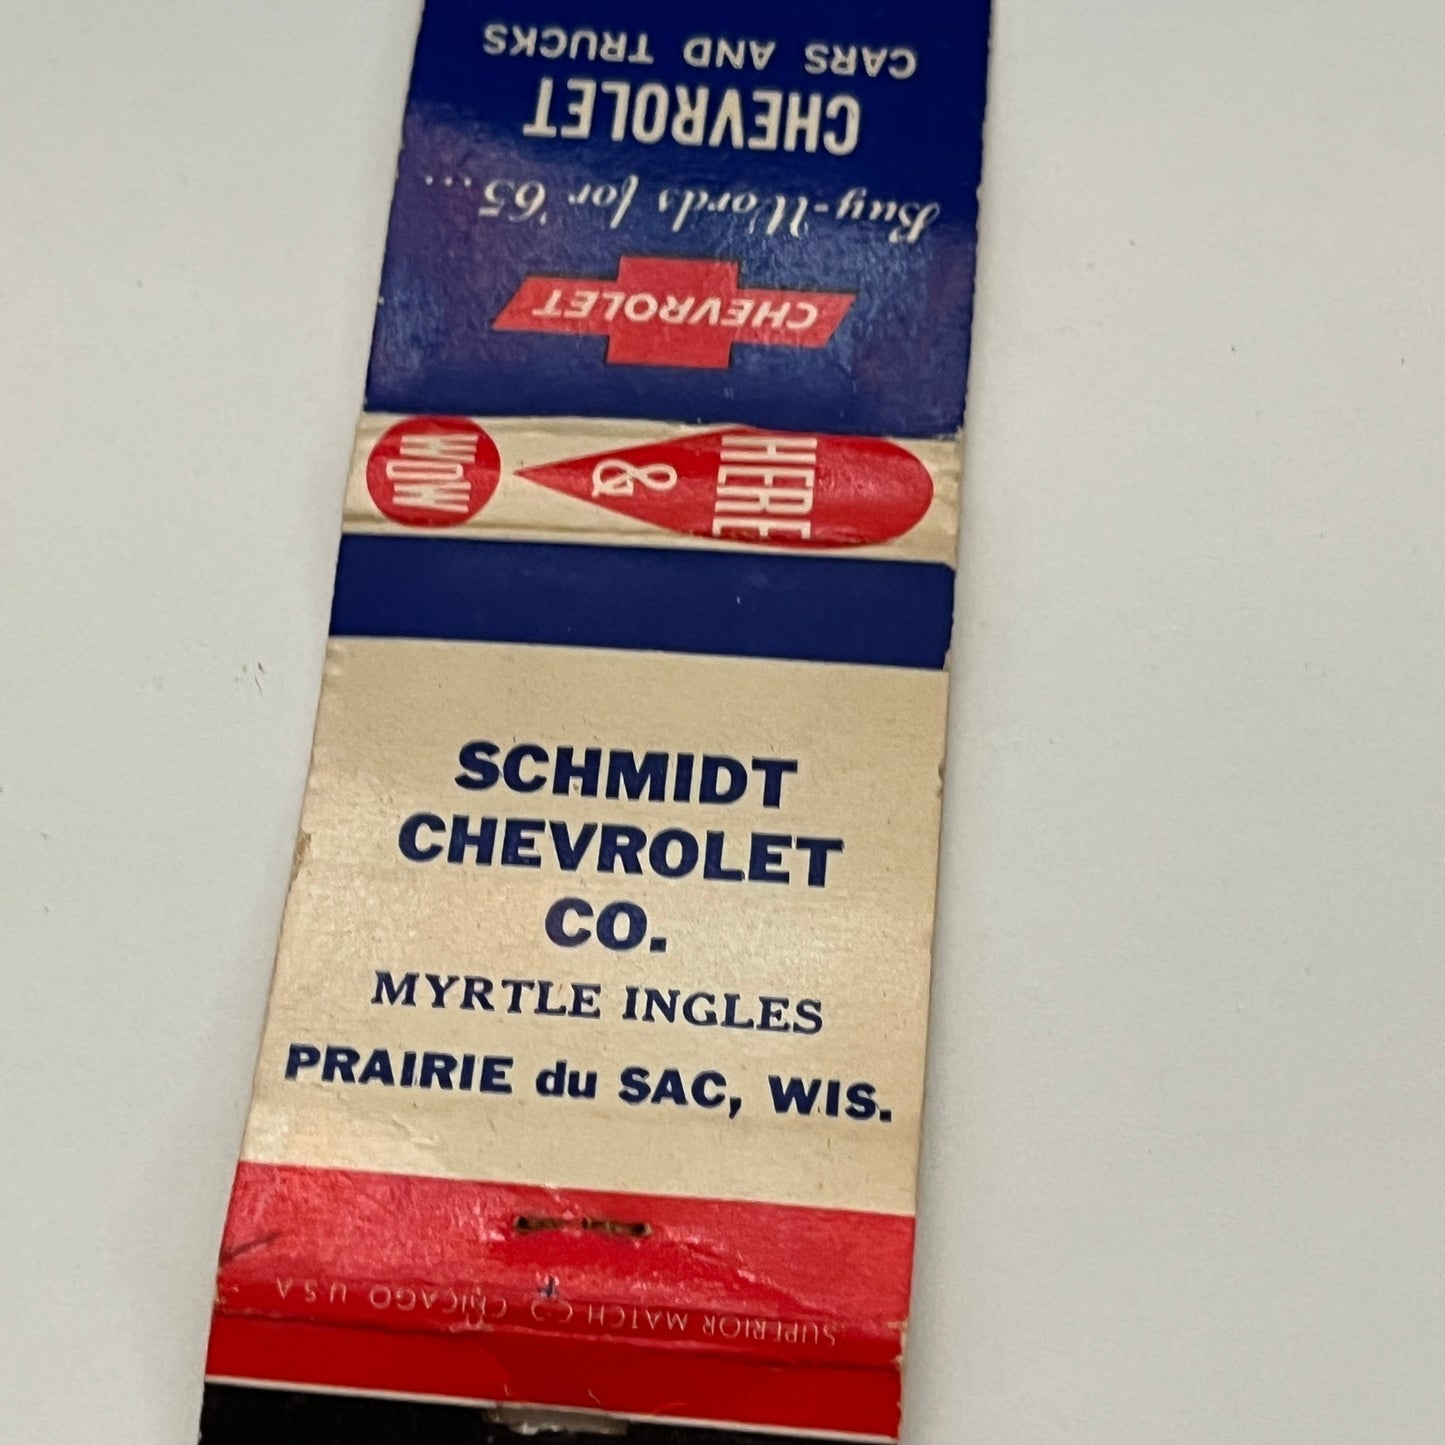 CHEVROLET
Buy-Words for '65....
CHEVROLET
CARS AND TRUCKS
HERE
&
WOW
SCHMIDT
CHEVROLET
CO.
MYRTLE INGLES
PRAIRIE du SAC, WIS.
SUPERIOR MATCH CO. CHICAGO U S A